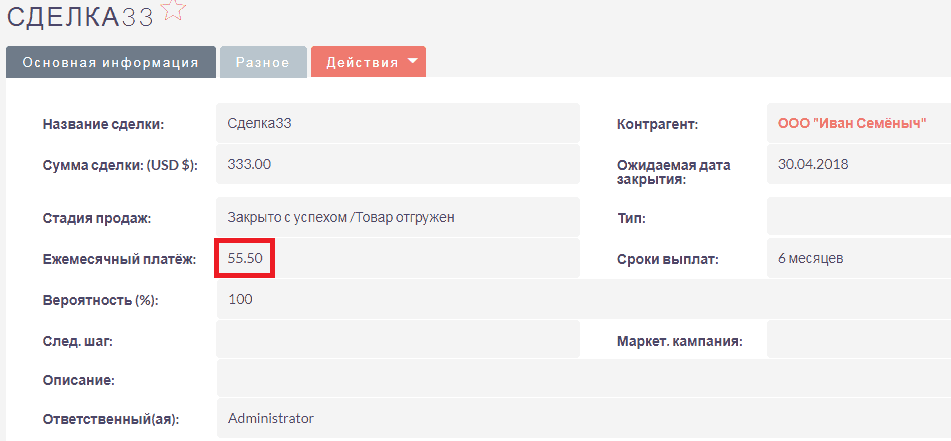 СДЕЛКА33
Основная информация Разное Действия
Название сделки: Сделка33 Контрагент: ООО "Иван Семёныч"
Сумма сделки: (USD $): 333.00 Ожидаемая дата закрытия: 30.04.2018
Стадия продаж: Закрыто с успехом /Товар отгружен Тип:
Ежемесячный платёж: 55.50 Сроки выплат: 6 месяцев
Вероятность (%): 100
След. шаг: Маркет. кампания:
Описание:
Ответственный(ая): Administrator